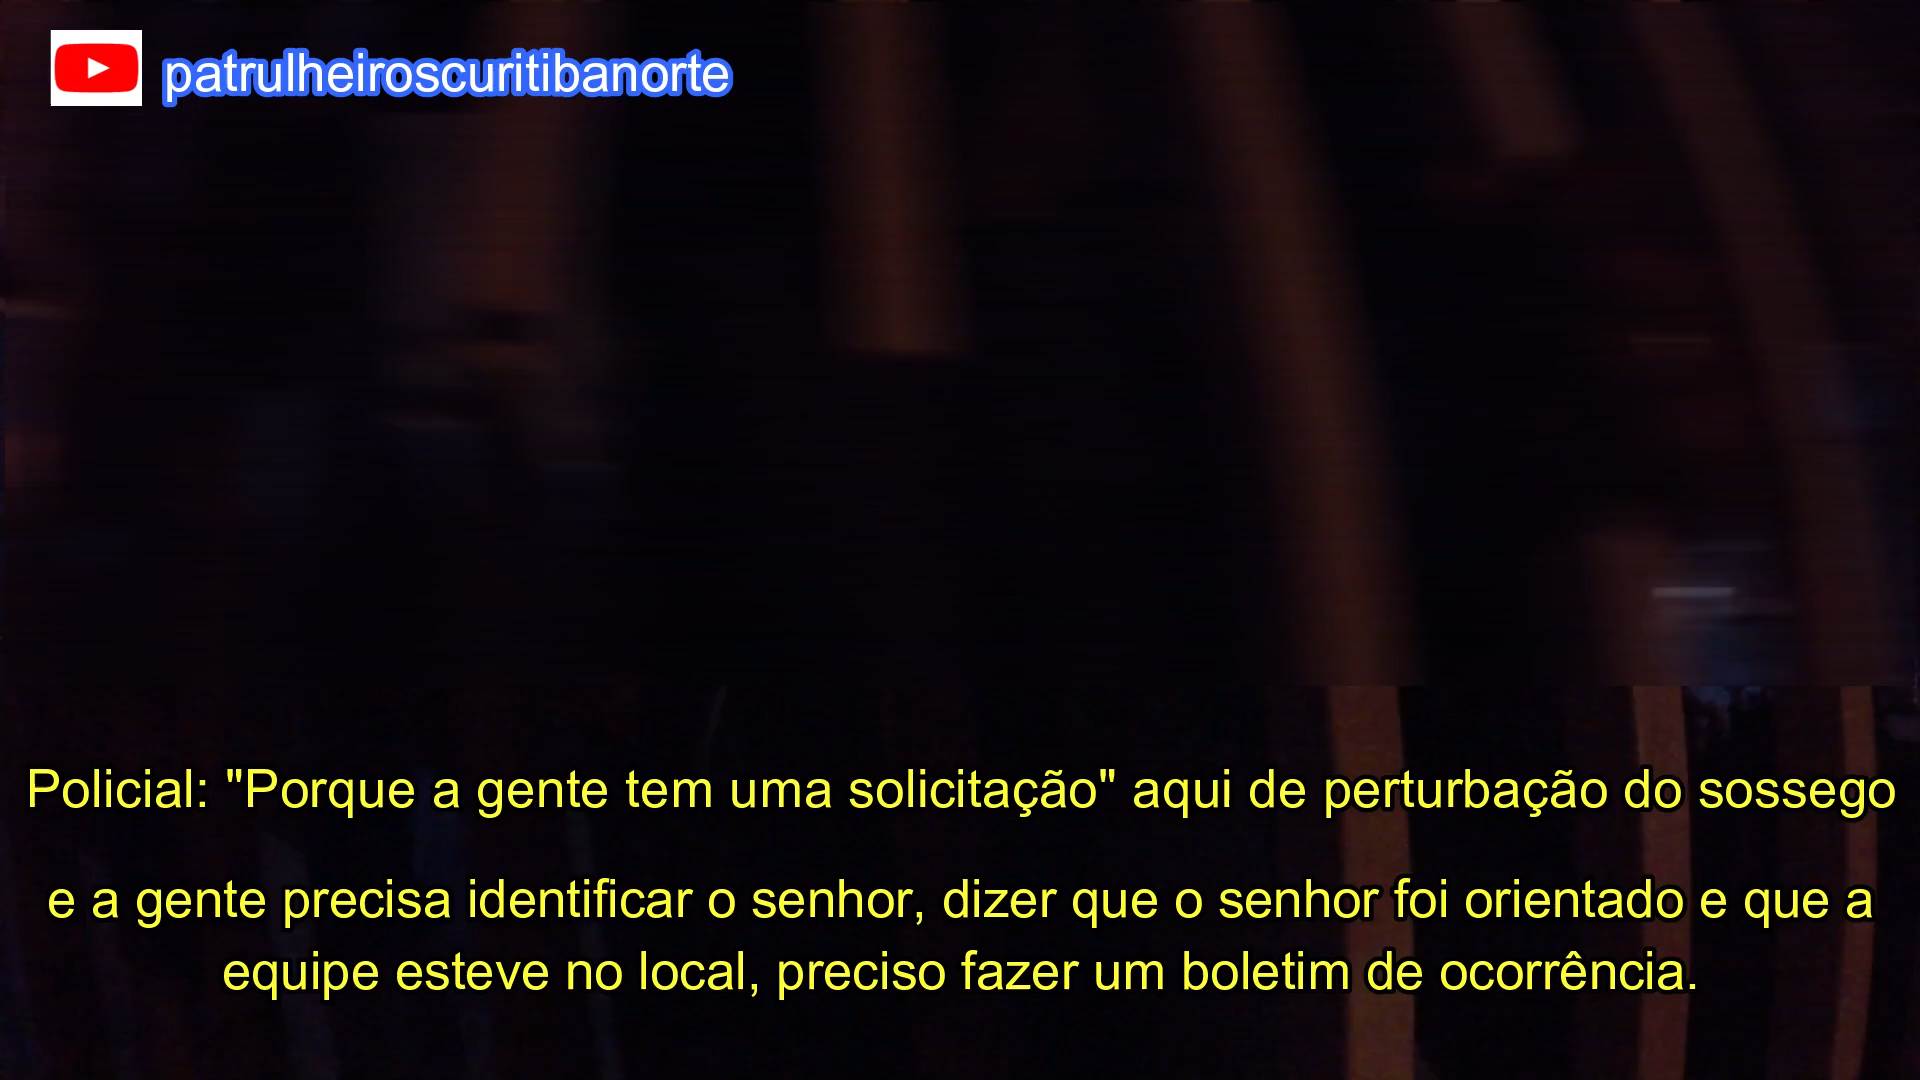 patrulheiroscuritibanorte
Policial: "Porque a gente tem uma solicitação" aqui de perturbação do sossego
e a gente precisa identificar o senhor, dizer que o senhor foi orientado e que a
equipe esteve no local, preciso fazer um boletim de ocorrência.